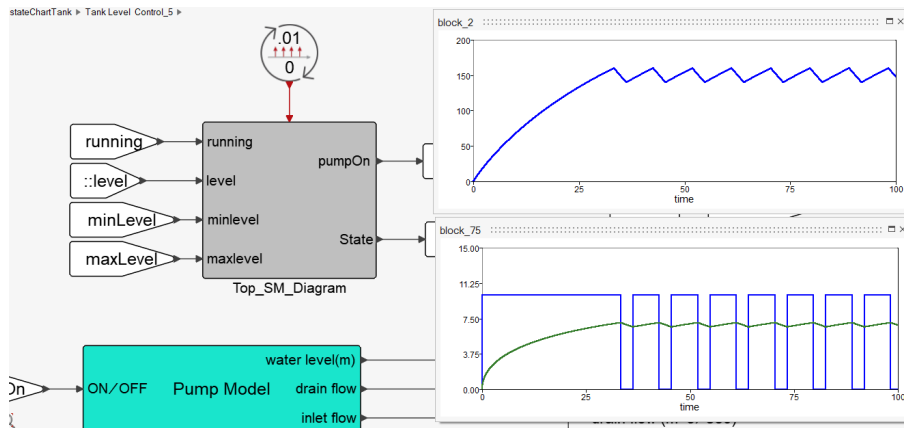 stateChartTank ▸ Tank Level Control_5 ▸
.01
0
running
::level
minLevel
maxLevel
running
level
minlevel
maxlevel
pumpOn
State
Top_SM_Diagram
ON/OFF
Pump Model
water level(m)
drain flow
inlet flow
block_2
200
150
100
50
0
0
25
50
75
100
time
block_75
15.00
11.25
7.50
3.75
0.00
0
25
50
75
100
time